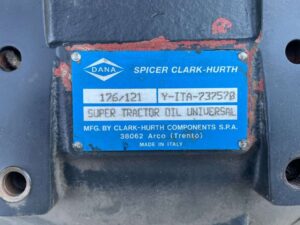 DANA SPICER CLARK-HURTH
176/121 Y-ITA-737578
SUPER TRACTOR OIL UNIVERSAL
MFG. BY CLARK-HURTH COMPONENTS S.P.A.
38062 Arco (Trento)
MADE IN ITALY